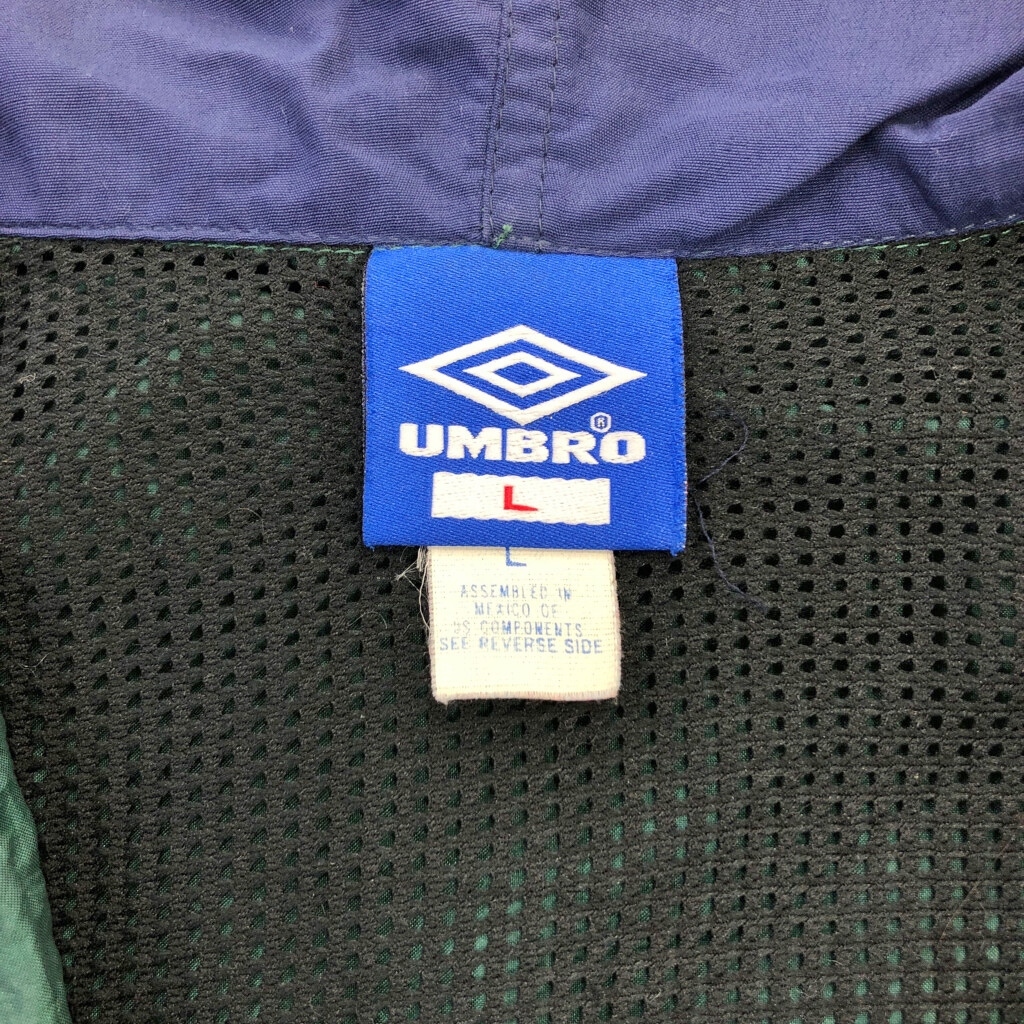 UMBRO®
L
L
ASSEMBLED IN
MEXICO OF
US COMPONENTS
SEE REVERSE SIDE